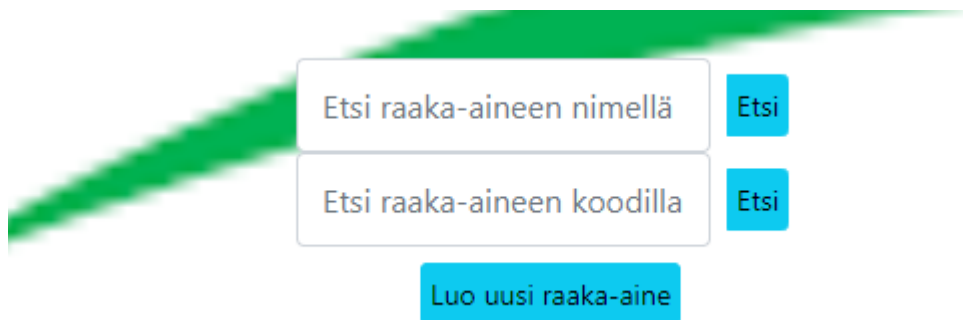 Etsi raaka-aineen nimellä Etsi
Etsi raaka-aineen koodilla Etsi
Luo uusi raaka-aine